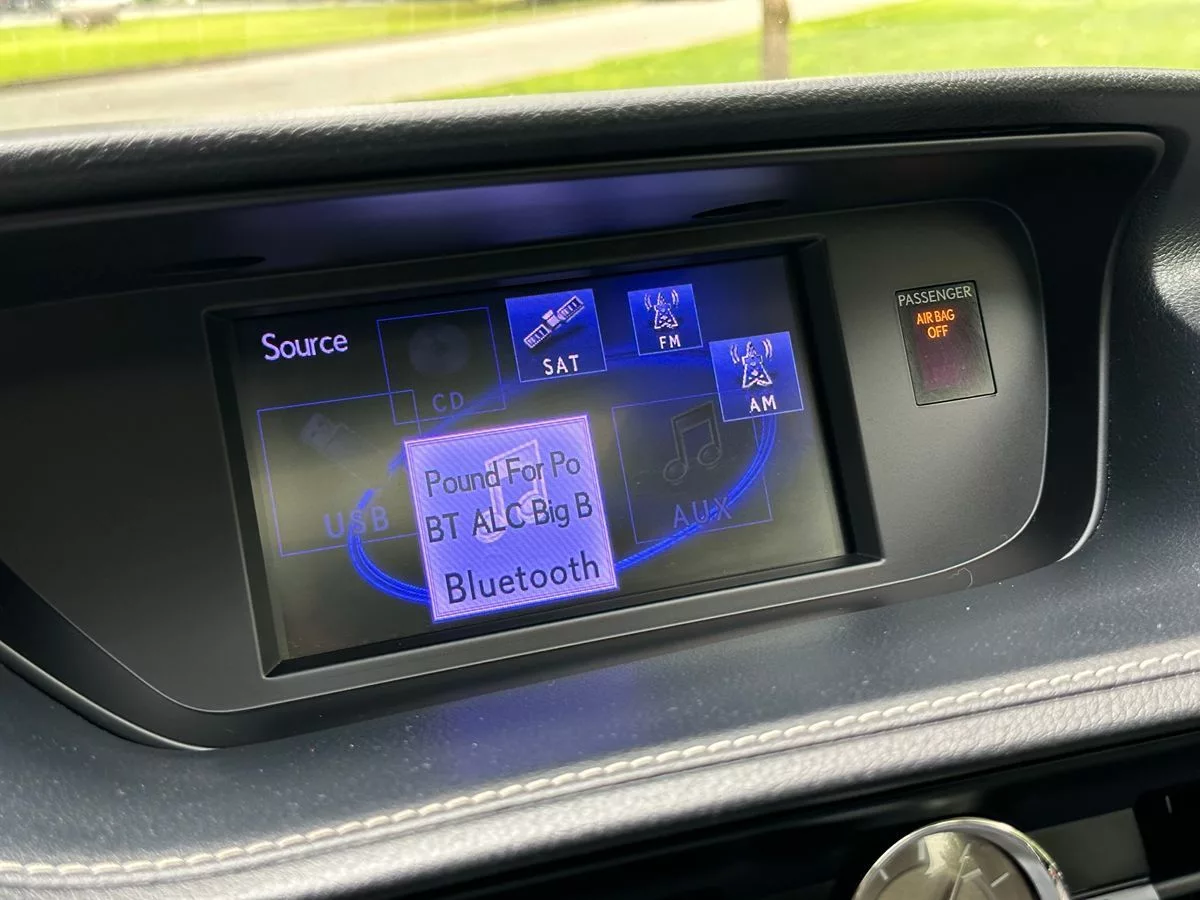 Source
CD
SAT
FM
AM
USB
Pound For Po
BT ALC Big B
Bluetooth
AUX
PASSENGER
AIR BAG
OFF